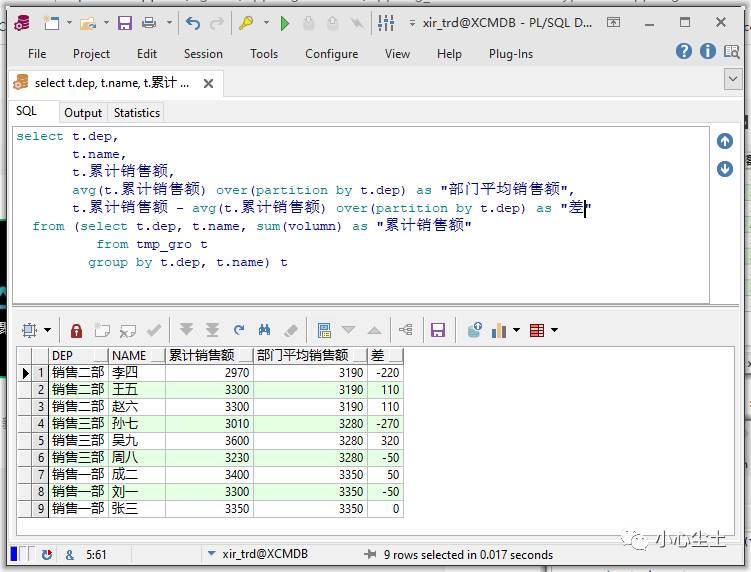 SQL
xir_trd@XCMDB - PL/SQL D...
File Project Tools Window Help Plug-Ins
select t.dep, t.name, t.累计 ...
SQL Output Statistics
select t.dep,
t.name,
t.累计销售额,
avg(t.累计销售额) over(partition by t.dep) as "部门平均销售额",
t.累计销售额 - avg(t.累计销售额) over(partition by t.dep) as "差"
from (select t.dep, t.name, sum(volumn) as "累计销售额"
from tmp_gro t
group by t.dep, t.name) t
DEP NAME 累计销售额 部门平均销售额 差
1 销售二部 李四 2970 3190 -220
2 销售二部 王五 3300 3190 110
3 销售二部 赵六 3300 3190 110
4 销售三部 孙七 3010 3280 -270
5 销售三部 吴九 3600 3280 320
6 销售三部 周八 3230 3280 -50
7 销售一部 成二 3400 3350 50
8 销售一部 刘一 3300 3350 -50
9 销售一部 张三 3350 3350 0
小心尘土
& 5:61 xir_trd@XCMDB 9 rows selected in 0.017 seconds